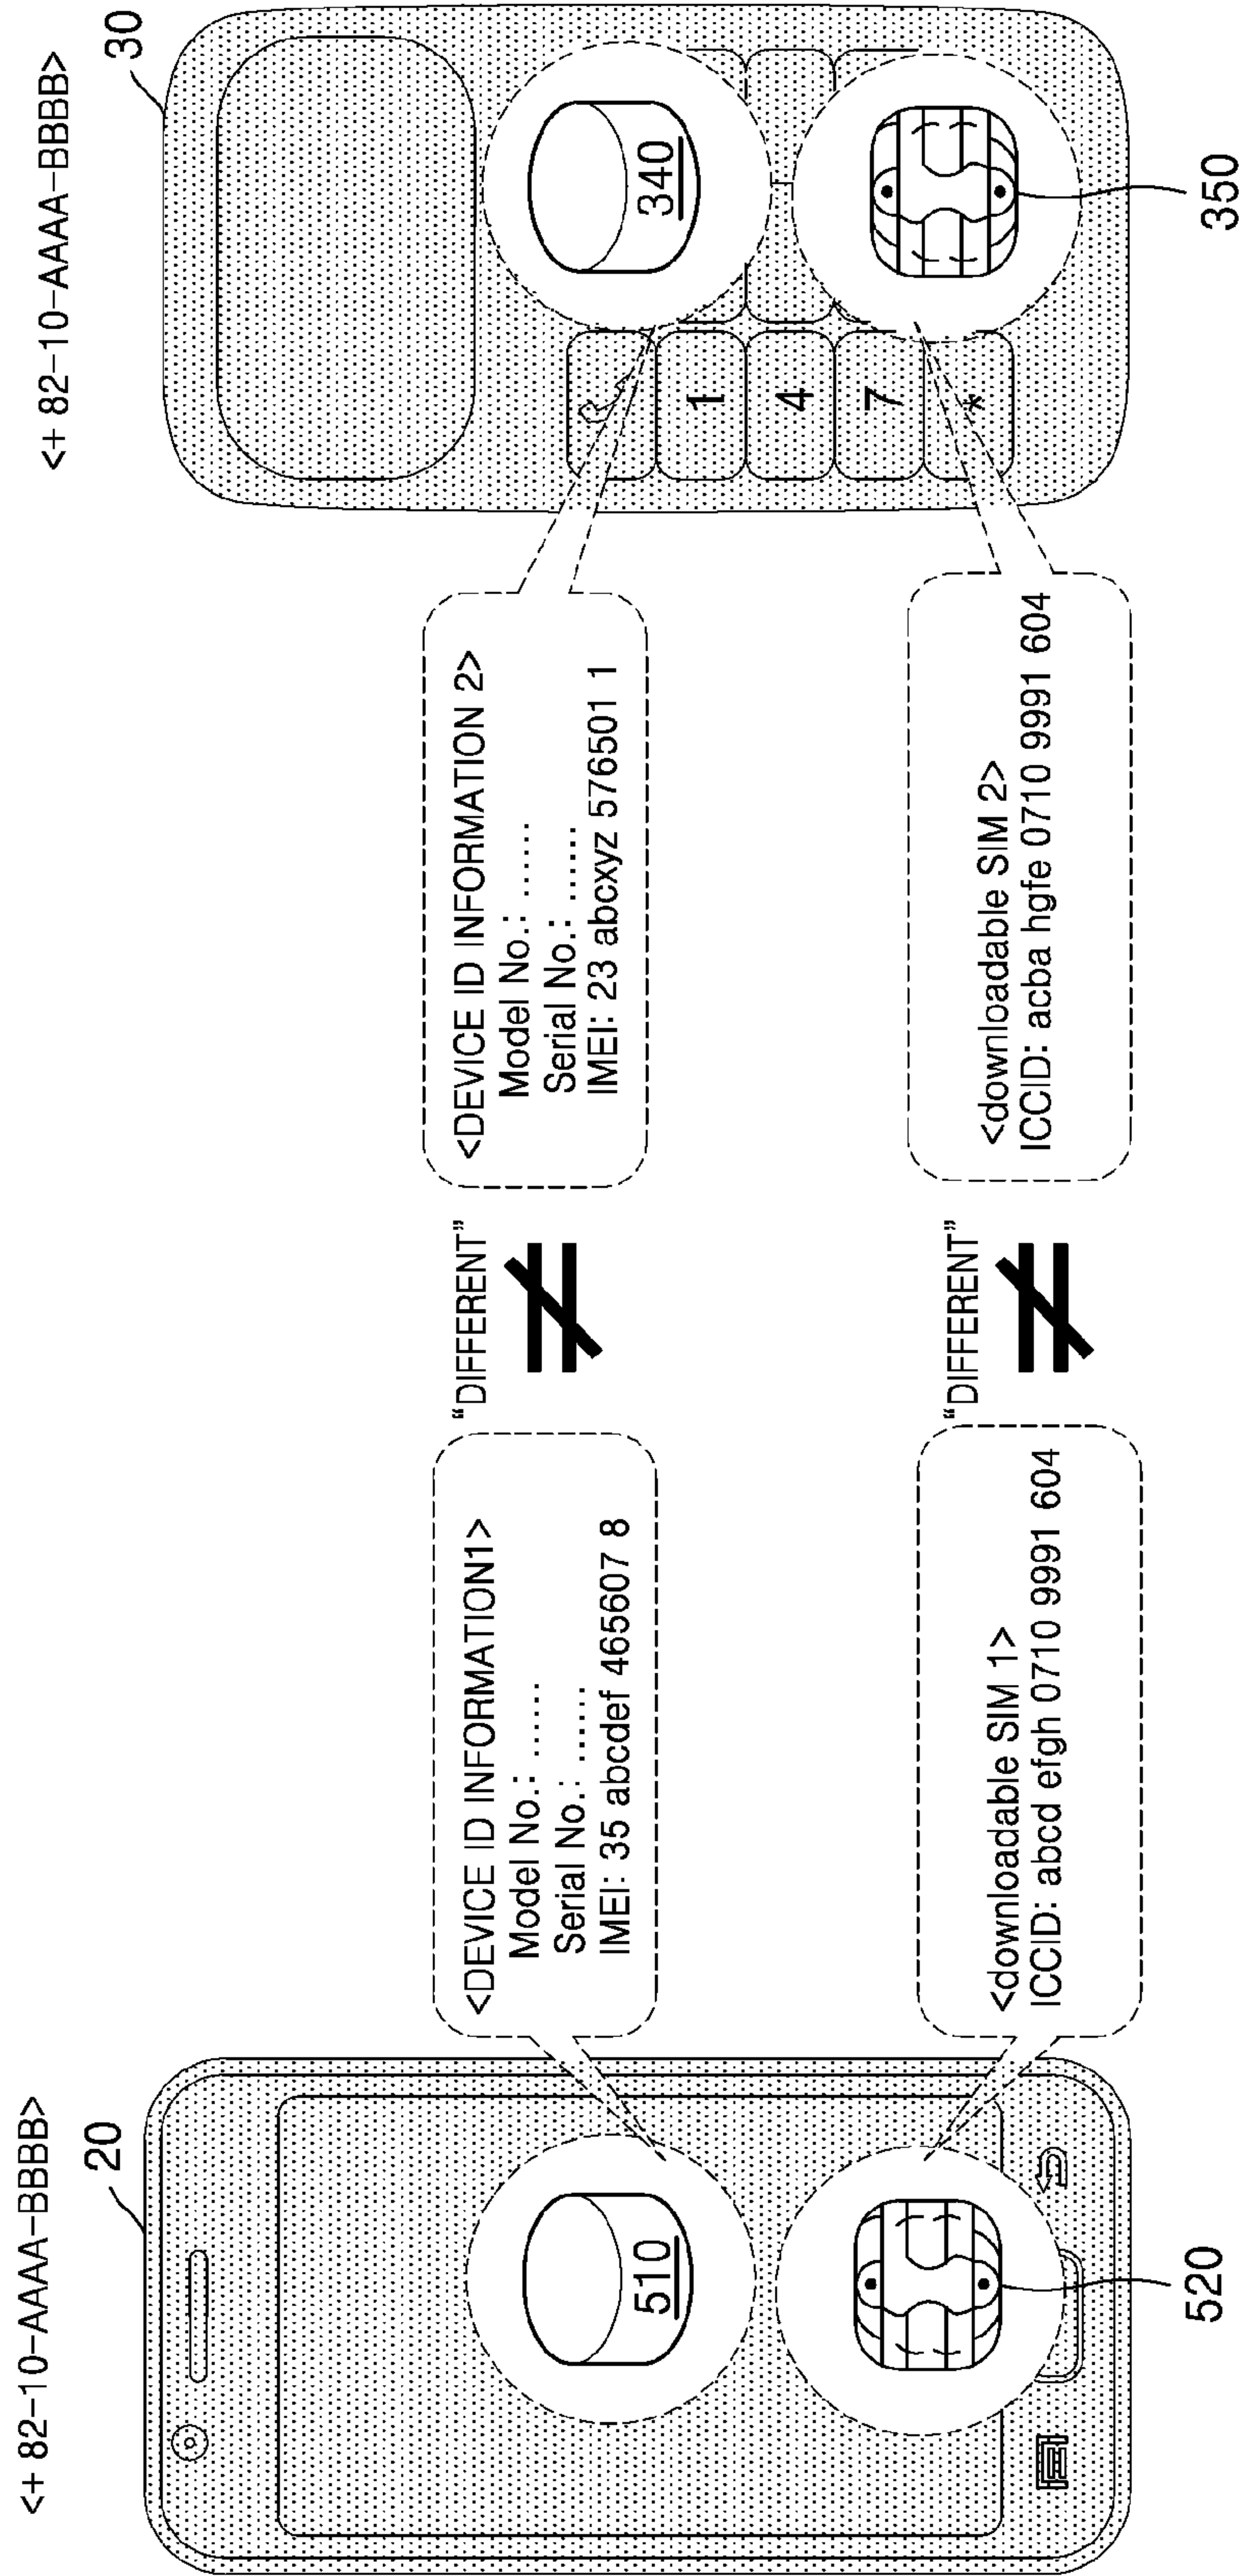 <+ 82-10-AAAA-BBBB>
20
510
520
<DEVICE ID INFORMATION1>
Model No.: ......
Serial No.: ......
IMEI: 35 abcdef 465607 8
<downloadable SIM 1>
ICCID: abcd efgh 0710 9991 604
“DIFFERENT”
“DIFFERENT”
<DEVICE ID INFORMATION 2>
Model No.: ......
Serial No.: ......
IMEI: 23 abcxyz 576501 1
<downloadable SIM 2>
ICCID: acba hgfe 0710 9991 604
<+ 82-10-AAAA-BBBB>
30
340
1
4
7
*
350